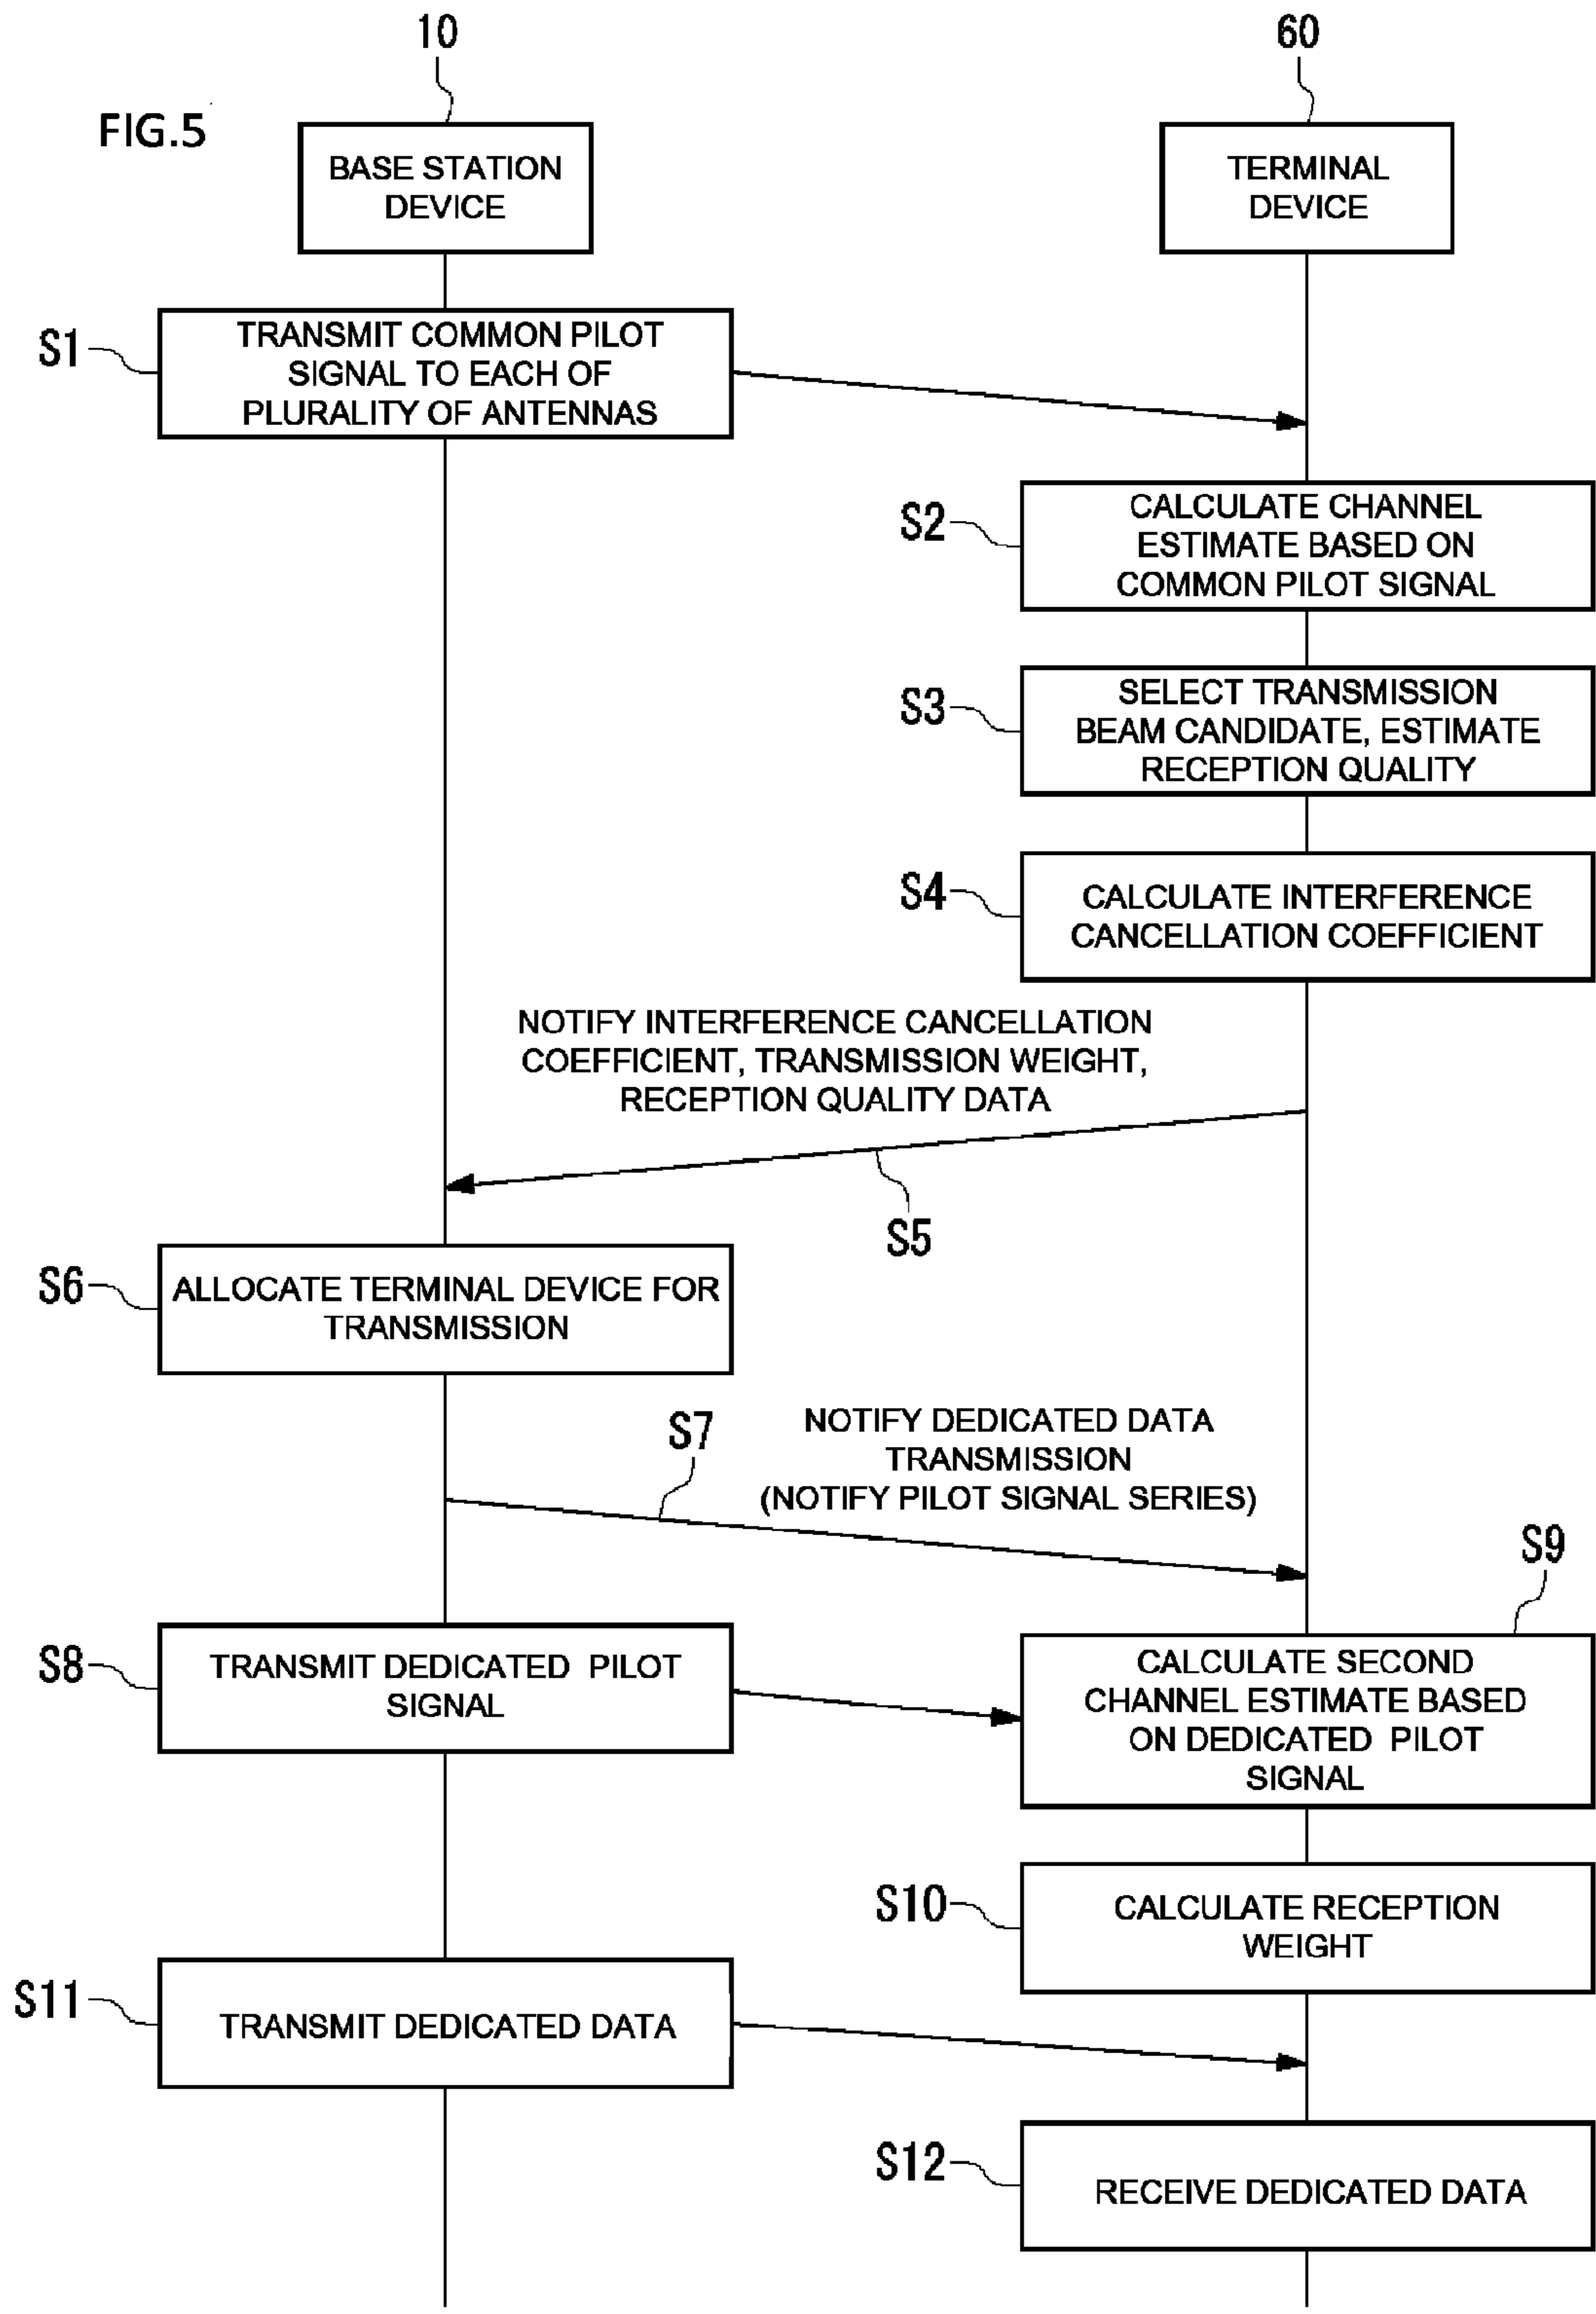 10
60
FIG.5
BASE STATION
DEVICE
TERMINAL
DEVICE
S1
TRANSMIT COMMON PILOT
SIGNAL TO EACH OF
PLURALITY OF ANTENNAS
S2
CALCULATE CHANNEL
ESTIMATE BASED ON
COMMON PILOT SIGNAL
S3
SELECT TRANSMISSION
BEAM CANDIDATE, ESTIMATE
RECEPTION QUALITY
S4
CALCULATE INTERFERENCE
CANCELLATION COEFFICIENT
NOTIFY INTERFERENCE CANCELLATION
COEFFICIENT, TRANSMISSION WEIGHT,
RECEPTION QUALITY DATA
S5
S6
ALLOCATE TERMINAL DEVICE FOR
TRANSMISSION
S7
NOTIFY DEDICATED DATA
TRANSMISSION
(NOTIFY PILOT SIGNAL SERIES)
S8
TRANSMIT DEDICATED PILOT
SIGNAL
S9
CALCULATE SECOND
CHANNEL ESTIMATE BASED
ON DEDICATED PILOT
SIGNAL
S10
CALCULATE RECEPTION
WEIGHT
S11
TRANSMIT DEDICATED DATA
S12
RECEIVE DEDICATED DATA